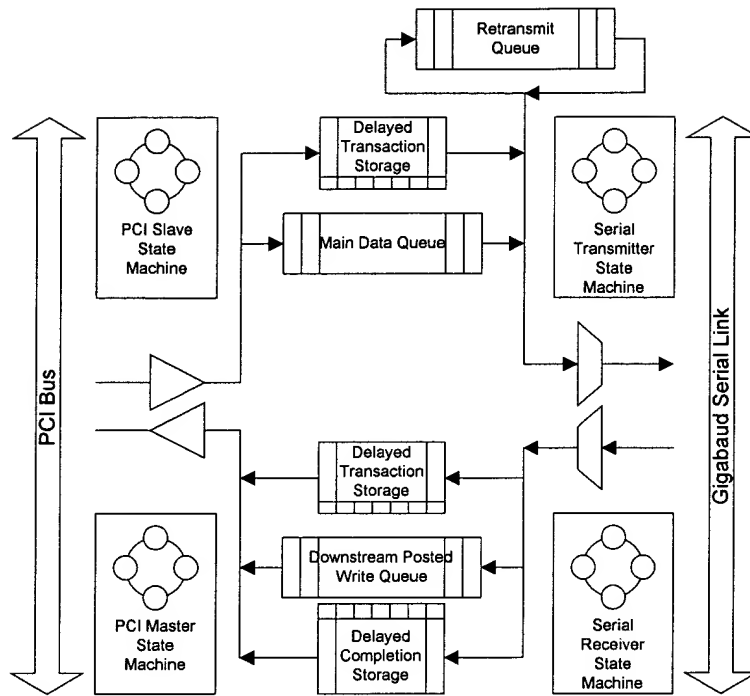 Retransmit
Queue
Delayed
Transaction
Storage
PCI Slave
State
Machine
Main Data Queue
Serial
Transmitter
State
Machine
PCI Bus
Gigabaud Serial Link
Delayed
Transaction
Storage
Downstream Posted
Write Queue
PCI Master
State
Machine
Delayed
Completion
Storage
Serial
Receiver
State
Machine